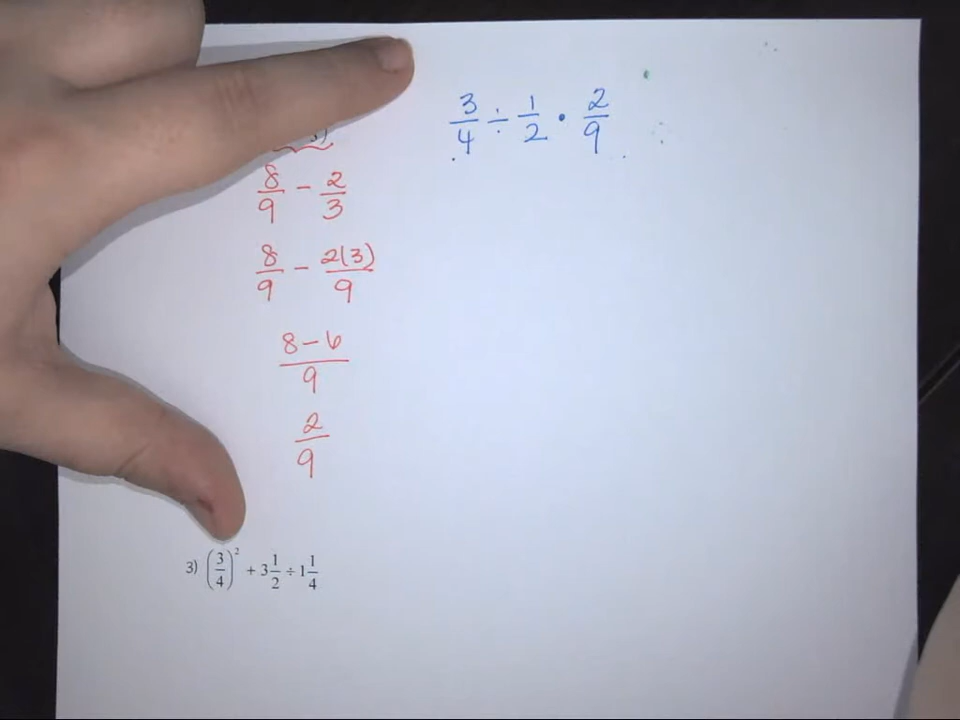 3/4 ÷ 1/2 · 2/9
8/9 − 2/3
8/9 − 2(3)/9
8−6/9
2/9
3) (3/4)² + 3 1/2 ÷ 1 1/4